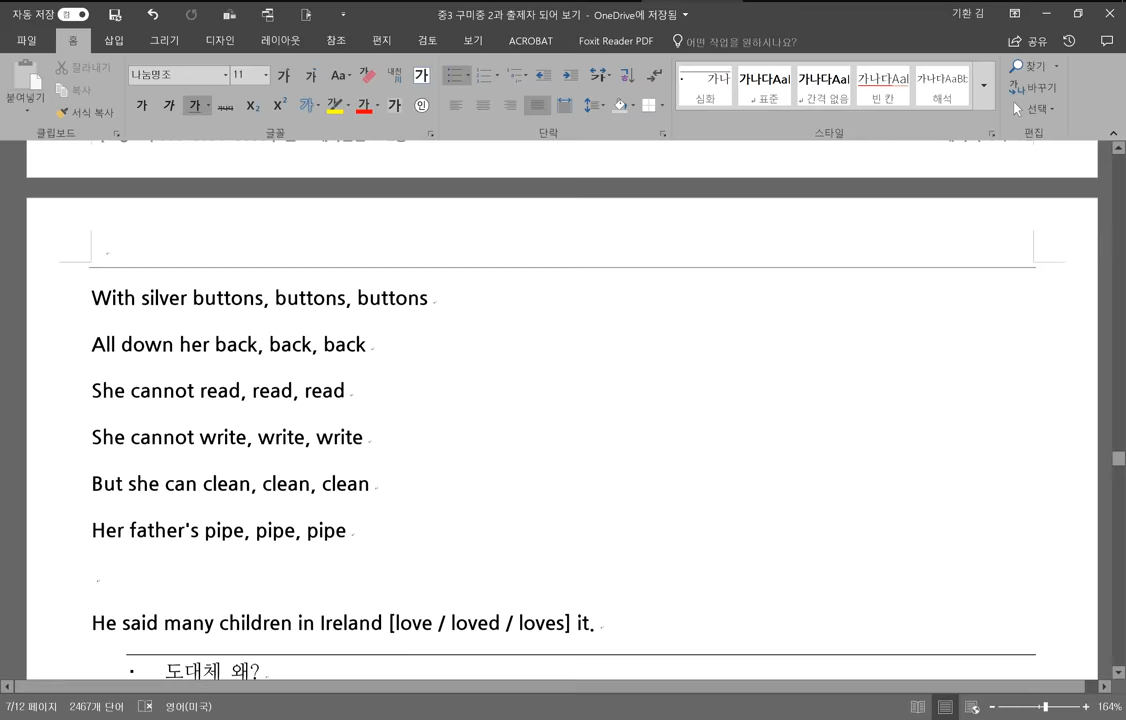 자동 저장 컴 중3 구미중 2과 출제자 되어 보기 - OneDrive에 저장됨 기환 김
파일 홈 삽입 그리기 디자인 레이아웃 참조 편지 검토 보기 ACROBAT Foxit Reader PDF 어떤 작업을 원하시나요? 공유
붙여넣기 잘라내기 복사 서식 복사
나눔명조 11
가나 심화 가나다Aa 표준 가나다Aa 간격 없음 가나다Aa 빈 칸 가나다AaBb 해석
찾기 바꾸기 선택
클립보드 글꼴 단락 스타일 편집
With silver buttons, buttons, buttons
All down her back, back, back
She cannot read, read, read
She cannot write, write, write
But she can clean, clean, clean
Her father's pipe, pipe, pipe
He said many children in Ireland [love / loved / loves] it.
• 도대체 왜?
7/12 페이지 2467개 단어 영어(미국) 164%